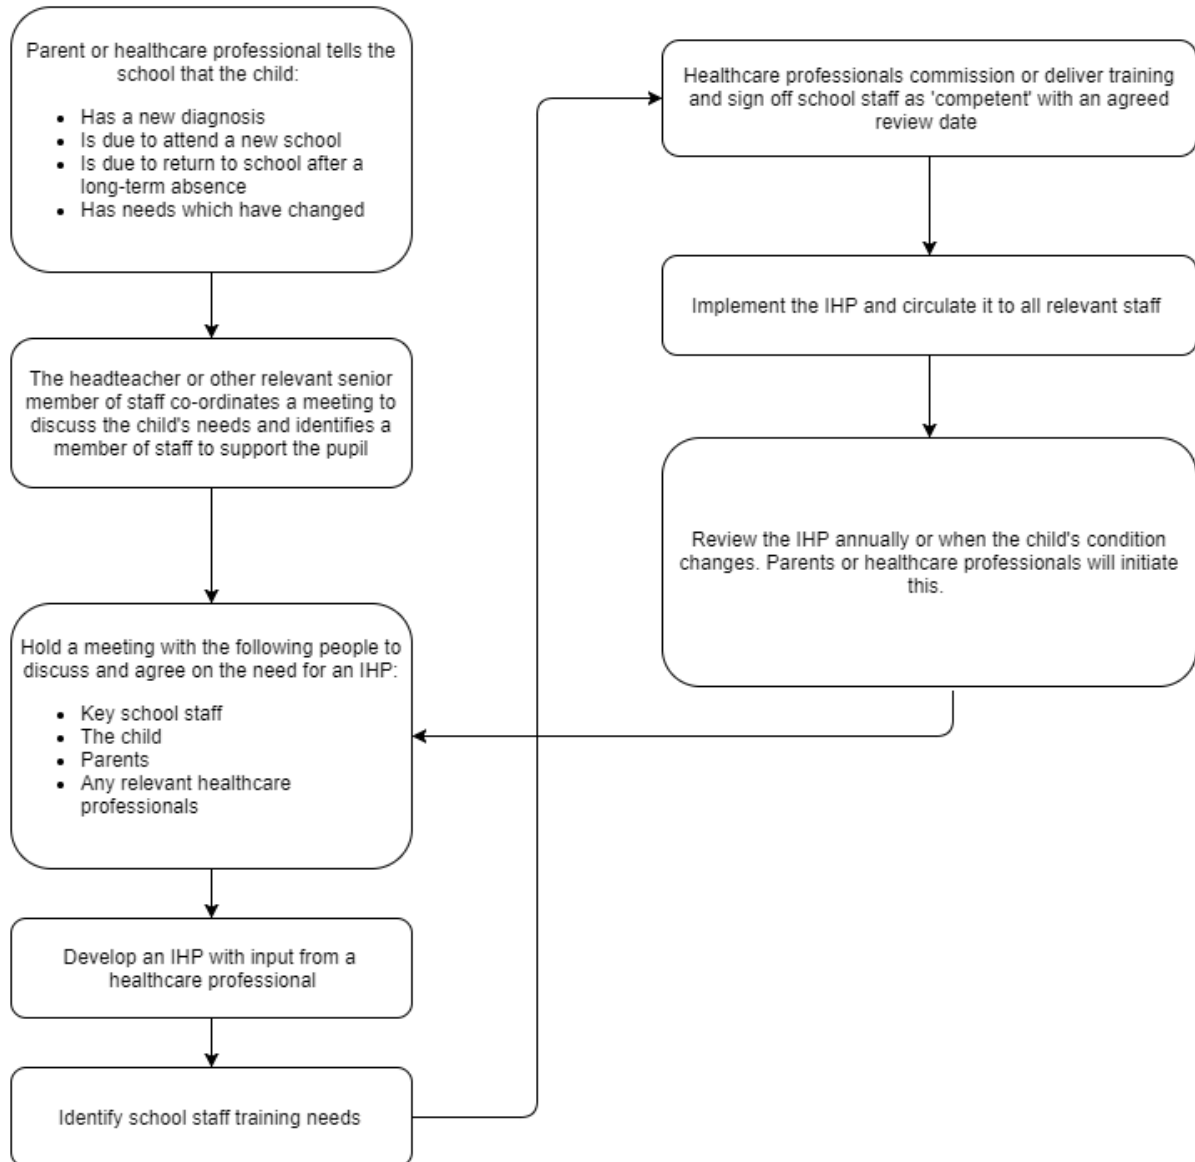 Parent or healthcare professional tells the
school that the child:
• Has a new diagnosis
• Is due to attend a new school
• Is due to return to school after a
long-term absence
• Has needs which have changed
The headteacher or other relevant senior
member of staff co-ordinates a meeting to
discuss the child's needs and identifies a
member of staff to support the pupil
Hold a meeting with the following people to
discuss and agree on the need for an IHP:
• Key school staff
• The child
• Parents
• Any relevant healthcare
professionals
Develop an IHP with input from a
healthcare professional
Identify school staff training needs
Healthcare professionals commission or deliver training
and sign off school staff as 'competent' with an agreed
review date
Implement the IHP and circulate it to all relevant staff
Review the IHP annually or when the child's condition
changes. Parents or healthcare professionals will initiate
this.